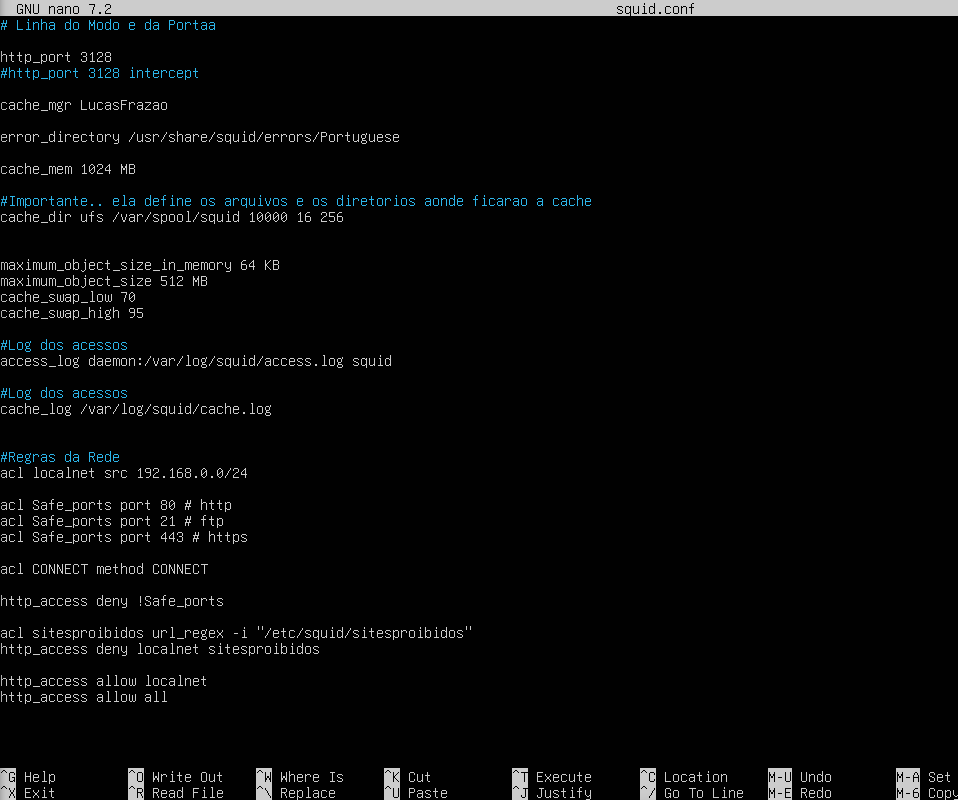 GNU nano 7.2 squid.conf
# Linha do Modo e da Portaa
http_port 3128
#http_port 3128 intercept
cache_mgr LucasFrazao
error_directory /usr/share/squid/errors/Portuguese
cache_mem 1024 MB
#Importante.. ela define os arquivos e os diretorios aonde ficarao a cache
cache_dir ufs /var/spool/squid 10000 16 256
maximum_object_size_in_memory 64 KB
maximum_object_size 512 MB
cache_swap_low 70
cache_swap_high 95
#Log dos acessos
access_log daemon:/var/log/squid/access.log squid
#Log dos acessos
cache_log /var/log/squid/cache.log
#Regras da Rede
acl localnet src 192.168.0.0/24
acl Safe_ports port 80 # http
acl Safe_ports port 21 # ftp
acl Safe_ports port 443 # https
acl CONNECT method CONNECT
http_access deny !Safe_ports
acl sitesproibidos url_regex -i "/etc/squid/sitesproibidos"
http_access deny localnet sitesproibidos
http_access allow localnet
http_access allow all
^G Help ^O Write Out ^W Where Is ^K Cut ^T Execute ^C Location M-U Undo M-A Set
^X Exit ^R Read File ^\ Replace ^U Paste ^J Justify ^/ Go To Line M-E Redo M-6 Copy